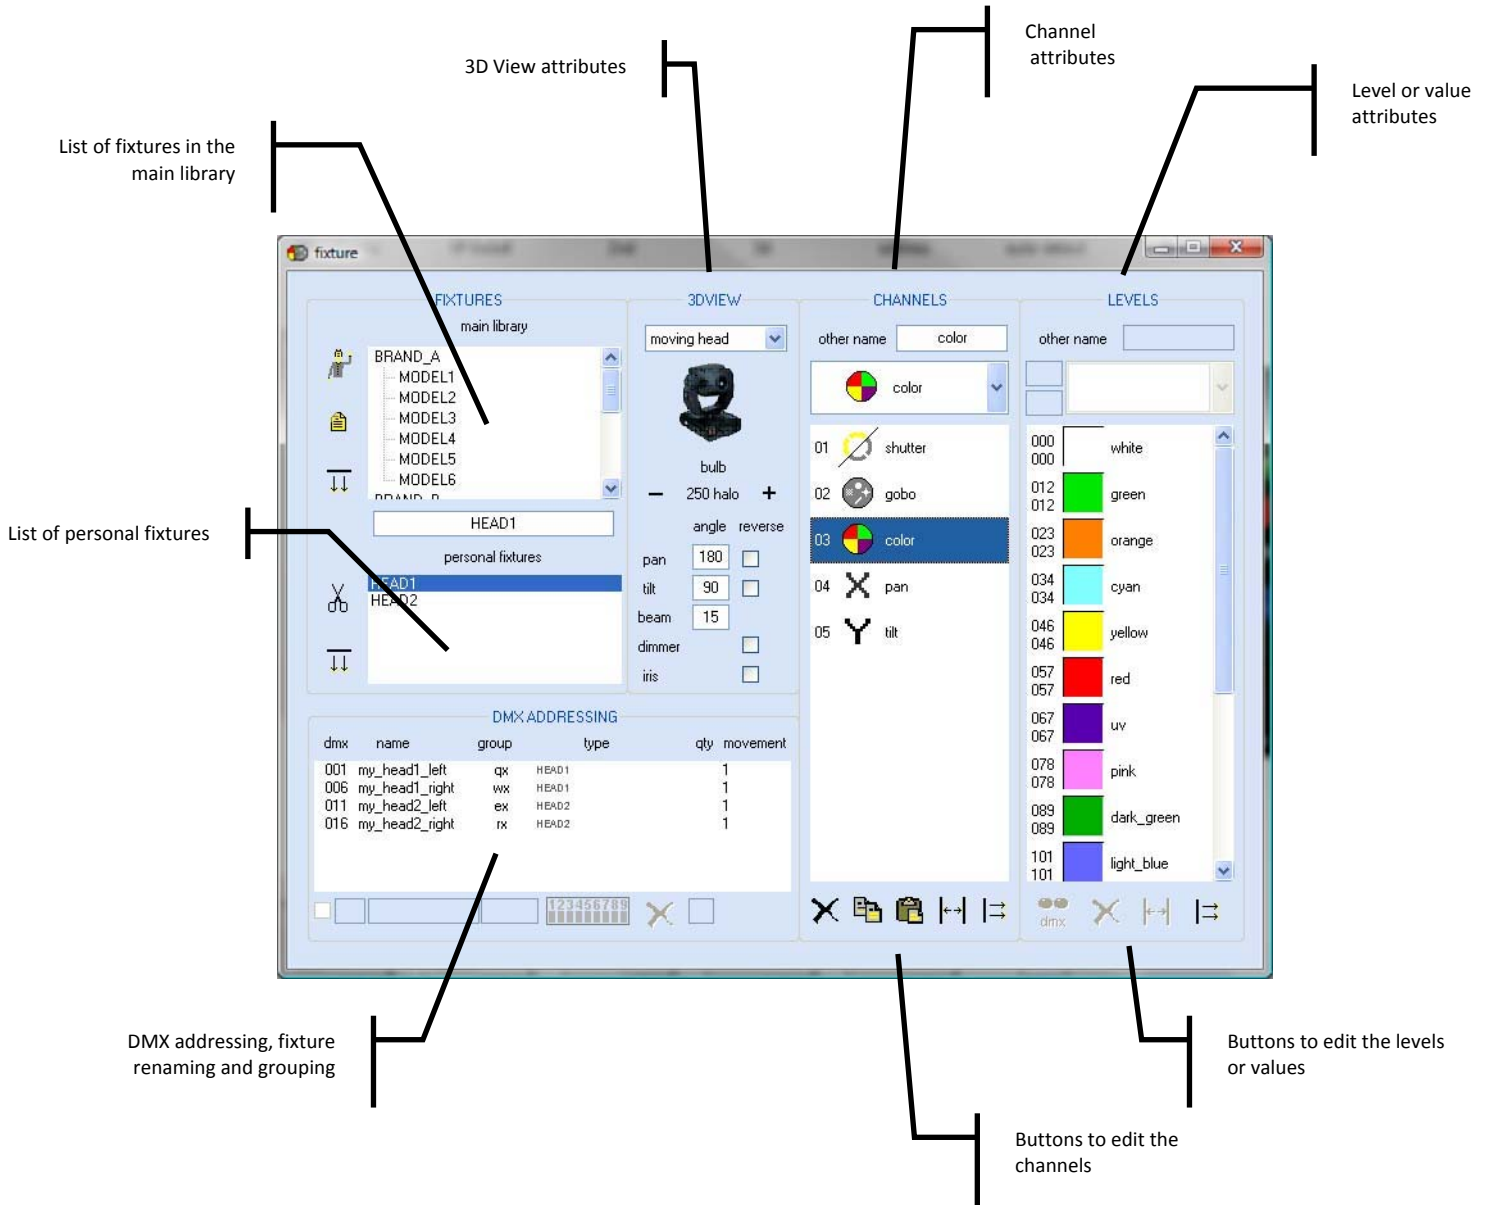 Channel
attributes
3D View attributes
Level or value
attributes
List of fixtures in the
main library
fixture
FIXTURES
main library
BRAND_A
MODEL1
MODEL2
MODEL3
MODEL4
MODEL5
MODEL6
BRAND_B
HEAD1
personal fixtures
HEAD1
HEAD2
List of personal fixtures
3DVIEW
moving head
bulb
250 halo
angle reverse
pan 180
tilt 90
beam 15
dimmer
iris
CHANNELS
other name color
color
01 shutter
02 gobo
03 color
04 pan
05 tilt
LEVELS
other name
000
000 white
012
012 green
023
023 orange
034
034 cyan
046
046 yellow
057
057 red
067
067 uv
078
078 pink
089
089 dark_green
101
101 light_blue
dmx
DMX ADDRESSING
dmx name group type qty movement
001 my_head1_left qx HEAD1 1
006 my_head1_right wx HEAD1 1
011 my_head2_left ex HEAD2 1
016 my_head2_right rx HEAD2 1
123456789
DMX addressing, fixture
renaming and grouping
Buttons to edit the levels
or values
Buttons to edit the
channels